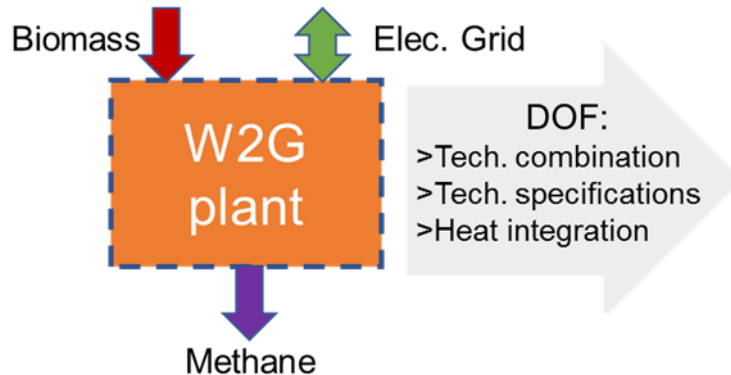 Biomass
Elec. Grid
W2G
plant
DOF:
>Tech. combination
>Tech. specifications
>Heat integration
Methane